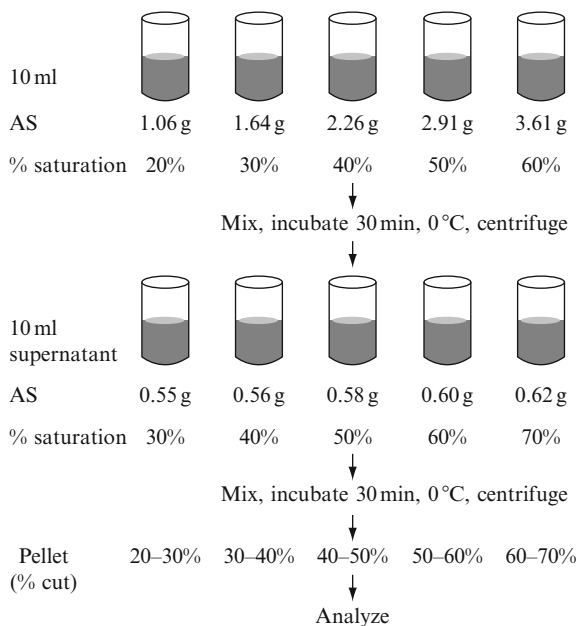 10 ml
AS 1.06 g 1.64 g 2.26 g 2.91 g 3.61 g
% saturation 20% 30% 40% 50% 60%
Mix, incubate 30 min, 0 °C, centrifuge
10 ml
supernatant
AS 0.55 g 0.56 g 0.58 g 0.60 g 0.62 g
% saturation 30% 40% 50% 60% 70%
Mix, incubate 30 min, 0 °C, centrifuge
Pellet 20–30% 30–40% 40–50% 50–60% 60–70%
(% cut)
Analyze